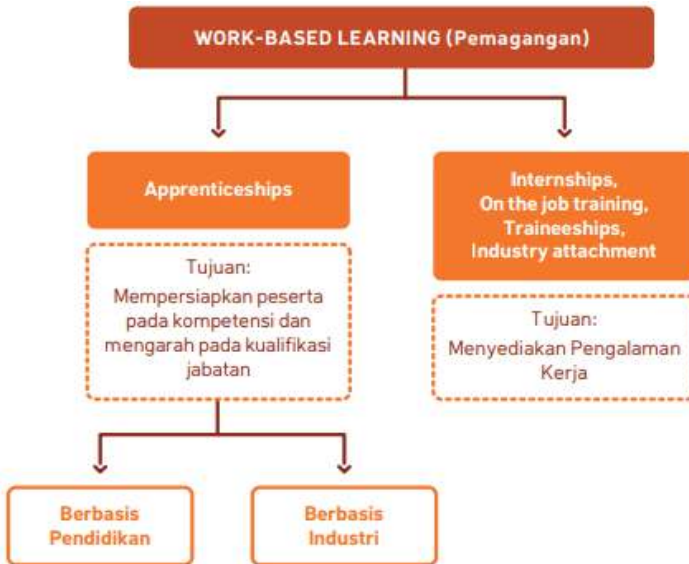 WORK-BASED LEARNING (Pemagangan)
Apprenticeships
Tujuan:
Mempersiapkan peserta
pada kompetensi dan
mengarah pada kualifikasi
jabatan
Internships,
On the job training,
Traineeships,
Industry attachment
Tujuan:
Menyediakan Pengalaman
Kerja
Berbasis
Pendidikan
Berbasis
Industri